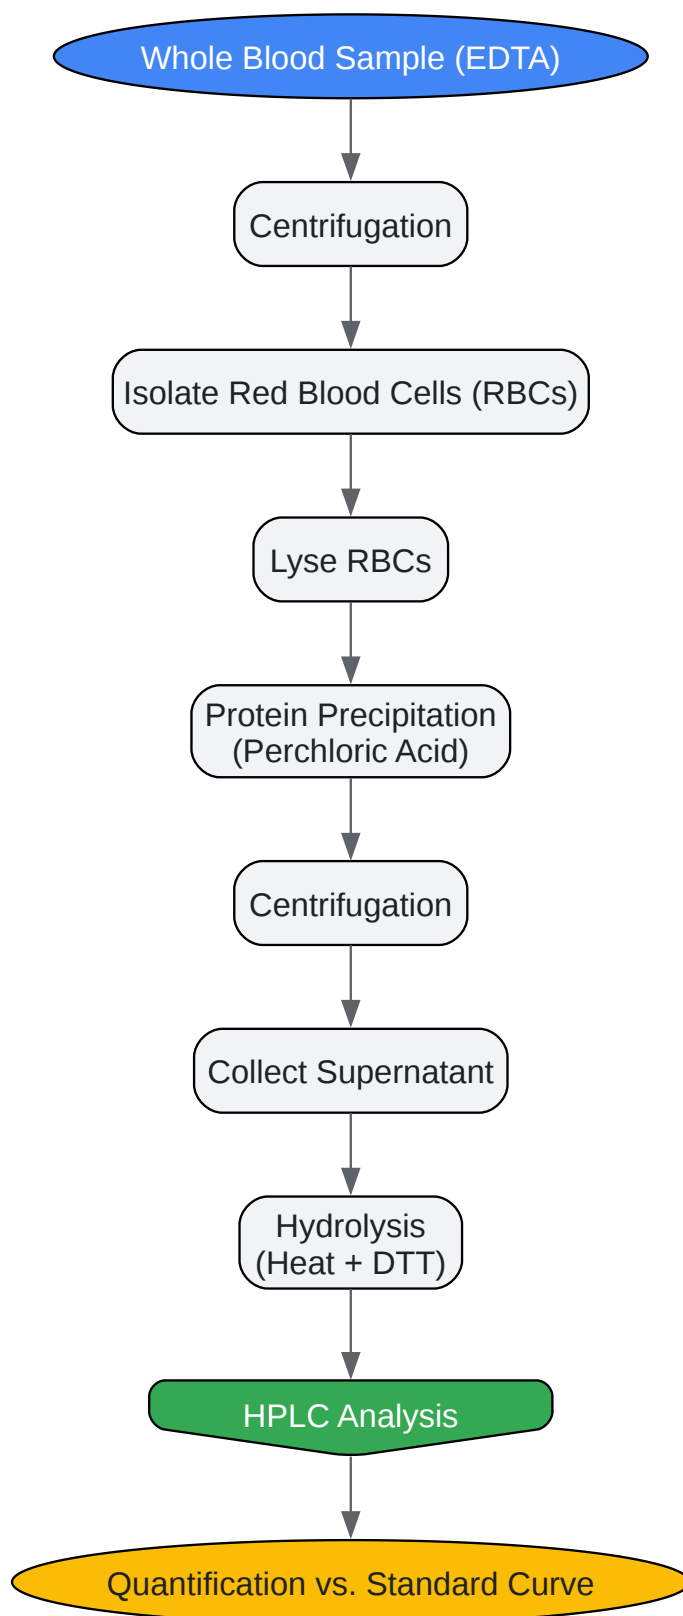 Whole Blood Sample (EDTA)
Centrifugation
Isolate Red Blood Cells (RBCs)
Lyse RBCs
Protein Precipitation
(Perchloric Acid)
Centrifugation
Collect Supernatant
Hydrolysis
(Heat + DTT)
HPLC Analysis
Quantification vs. Standard Curve